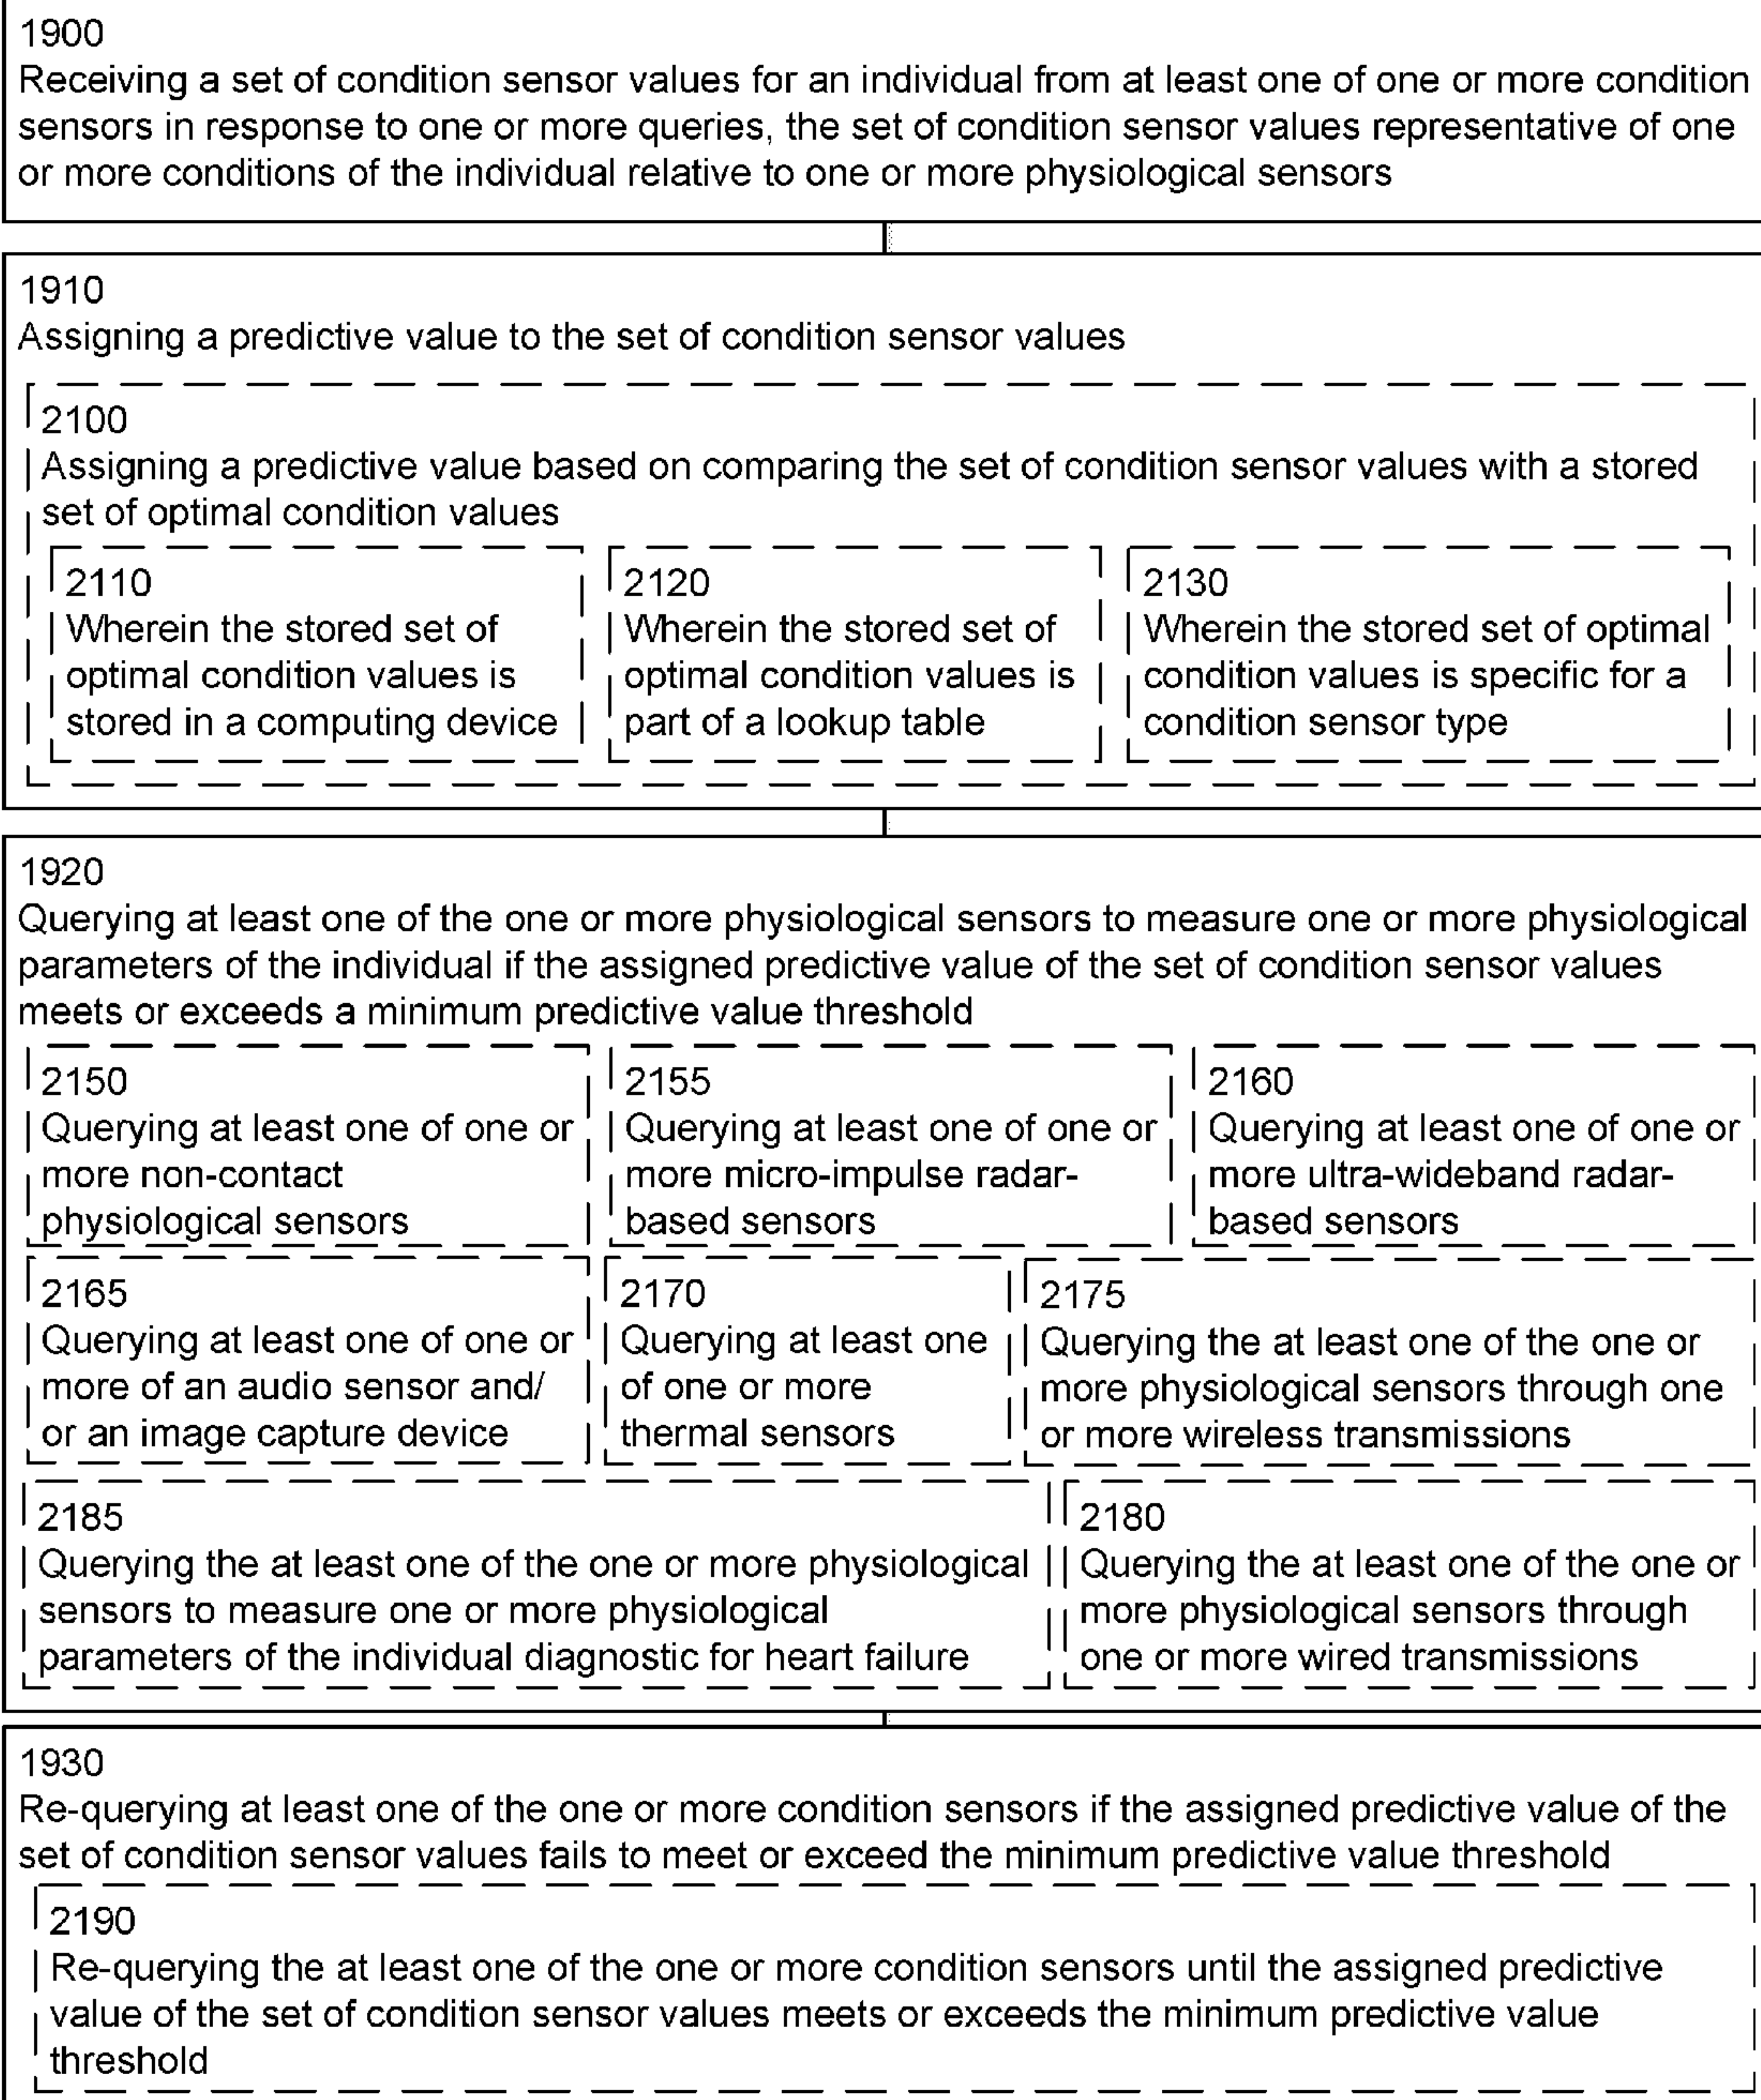 1900
Receiving a set of condition sensor values for an individual from at least one of one or more condition
sensors in response to one or more queries, the set of condition sensor values representative of one
or more conditions of the individual relative to one or more physiological sensors
1910
Assigning a predictive value to the set of condition sensor values
2100
Assigning a predictive value based on comparing the set of condition sensor values with a stored
set of optimal condition values
2110
Wherein the stored set of
optimal condition values is
stored in a computing device
2120
Wherein the stored set of
optimal condition values is
part of a lookup table
2130
Wherein the stored set of optimal
condition values is specific for a
condition sensor type
1920
Querying at least one of the one or more physiological sensors to measure one or more physiological
parameters of the individual if the assigned predictive value of the set of condition sensor values
meets or exceeds a minimum predictive value threshold
2150
Querying at least one of one or
more non-contact
physiological sensors
2155
Querying at least one of one or
more micro-impulse radar-
based sensors
2160
Querying at least one of one or
more ultra-wideband radar-
based sensors
2165
Querying at least one of one or
more of an audio sensor and/
or an image capture device
2170
Querying at least one
of one or more
thermal sensors
2175
Querying the at least one of the one or
more physiological sensors through one
or more wireless transmissions
2185
Querying the at least one of the one or more physiological
sensors to measure one or more physiological
parameters of the individual diagnostic for heart failure
2180
Querying the at least one of the one or
more physiological sensors through
one or more wired transmissions
1930
Re-querying at least one of the one or more condition sensors if the assigned predictive value of the
set of condition sensor values fails to meet or exceed the minimum predictive value threshold
2190
Re-querying the at least one of the one or more condition sensors until the assigned predictive
value of the set of condition sensor values meets or exceeds the minimum predictive value
threshold